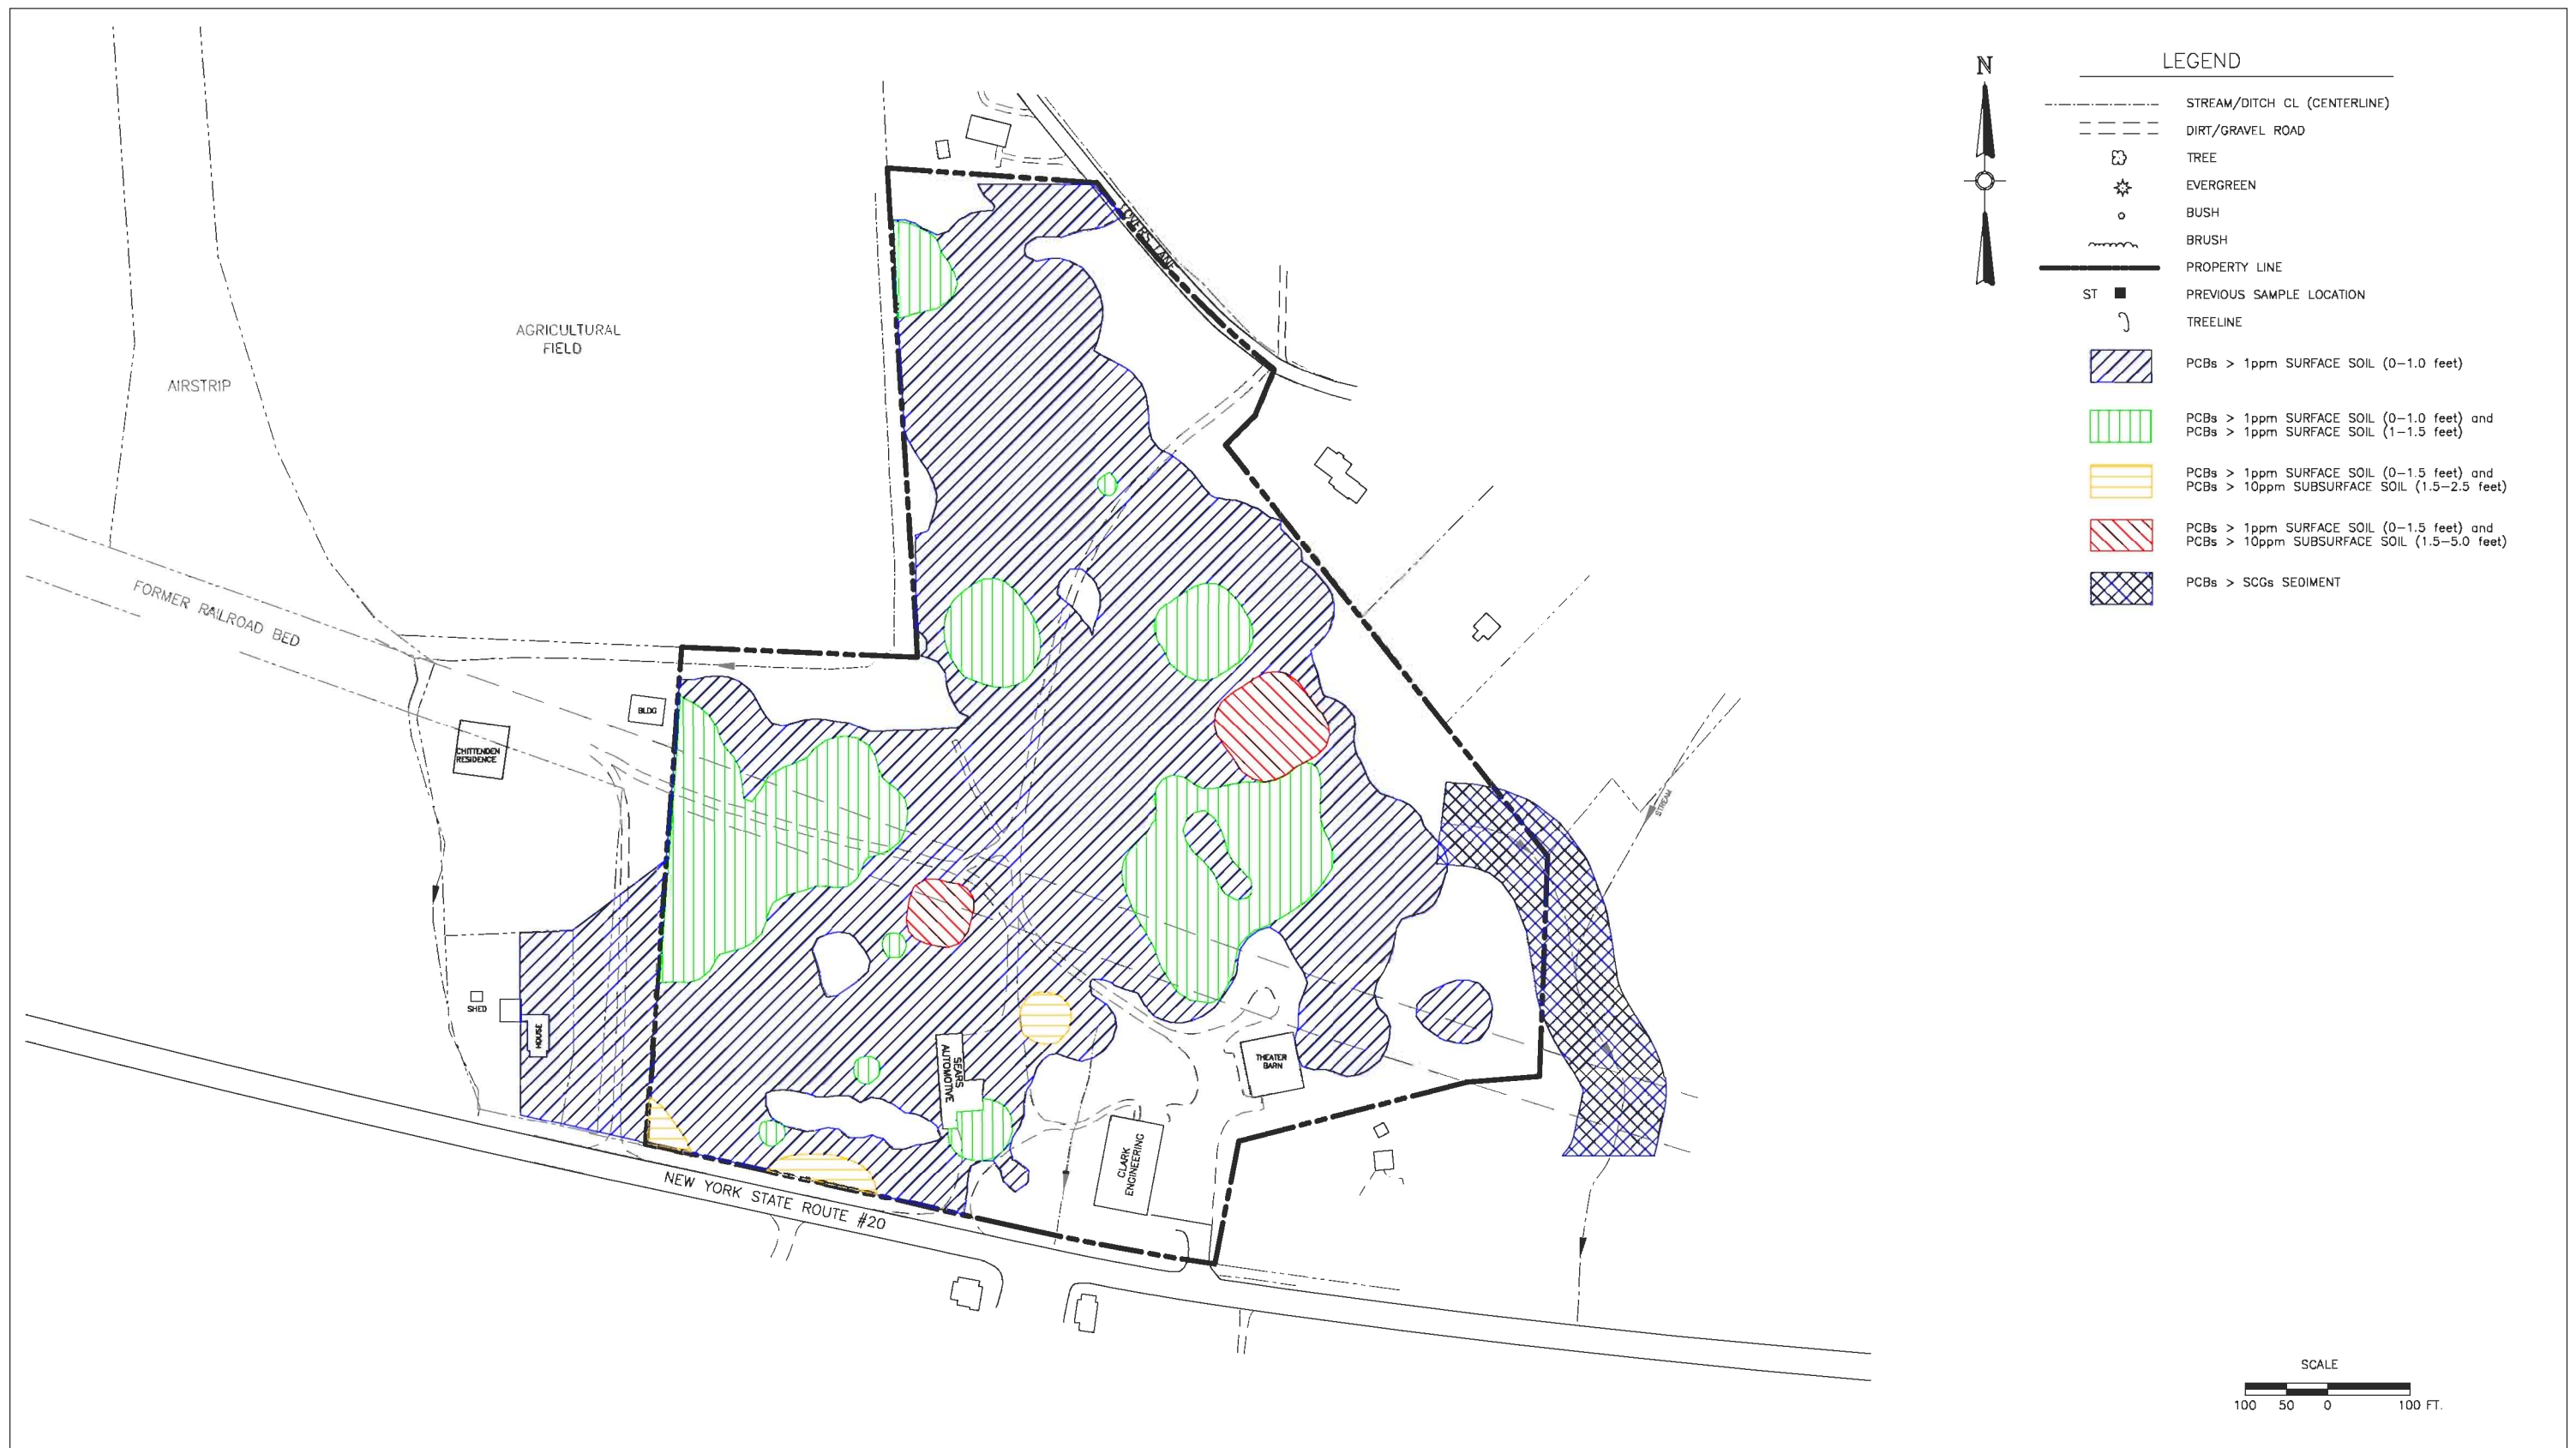 LOVERS LANE
AGRICULTURAL
FIELD
AIRSTRIP
FORMER RAILROAD BED
BLDG
CHITTENDEN
RESIDENCE
STREAM
SHED
HOUSE
SEARS
AUTOMOTIVE
THEATER
BARN
CLARK
ENGINEERING
NEW YORK STATE ROUTE #20
N
LEGEND
STREAM/DITCH CL (CENTERLINE)
DIRT/GRAVEL ROAD
TREE
EVERGREEN
BUSH
BRUSH
PROPERTY LINE
ST PREVIOUS SAMPLE LOCATION
TREELINE
PCBs > 1ppm SURFACE SOIL (0-1.0 feet)
PCBs > 1ppm SURFACE SOIL (0-1.0 feet) and
PCBs > 1ppm SURFACE SOIL (1-1.5 feet)
PCBs > 1ppm SURFACE SOIL (0-1.5 feet) and
PCBs > 10ppm SUBSURFACE SOIL (1.5-2.5 feet)
PCBs > 1ppm SURFACE SOIL (0-1.5 feet) and
PCBs > 10ppm SUBSURFACE SOIL (1.5-5.0 feet)
PCBs > SCGs SEDIMENT
SCALE
100 50 0 100 FT.